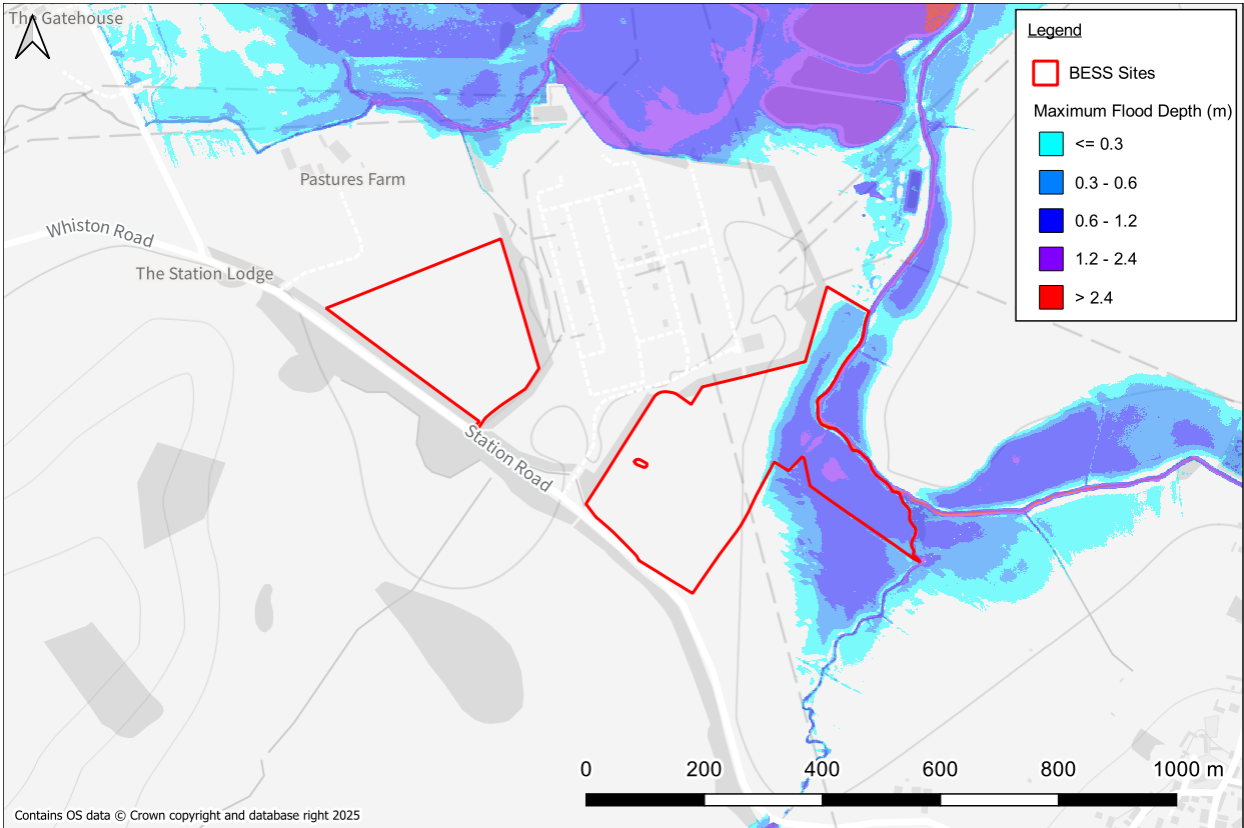 The Gatehouse
Legend
BESS Sites
Maximum Flood Depth (m)
<= 0.3
0.3 - 0.6
0.6 - 1.2
1.2 - 2.4
> 2.4
Pastures Farm
Whiston Road
The Station Lodge
Station Road
0 200 400 600 800 1000 m
Contains OS data © Crown copyright and database right 2025